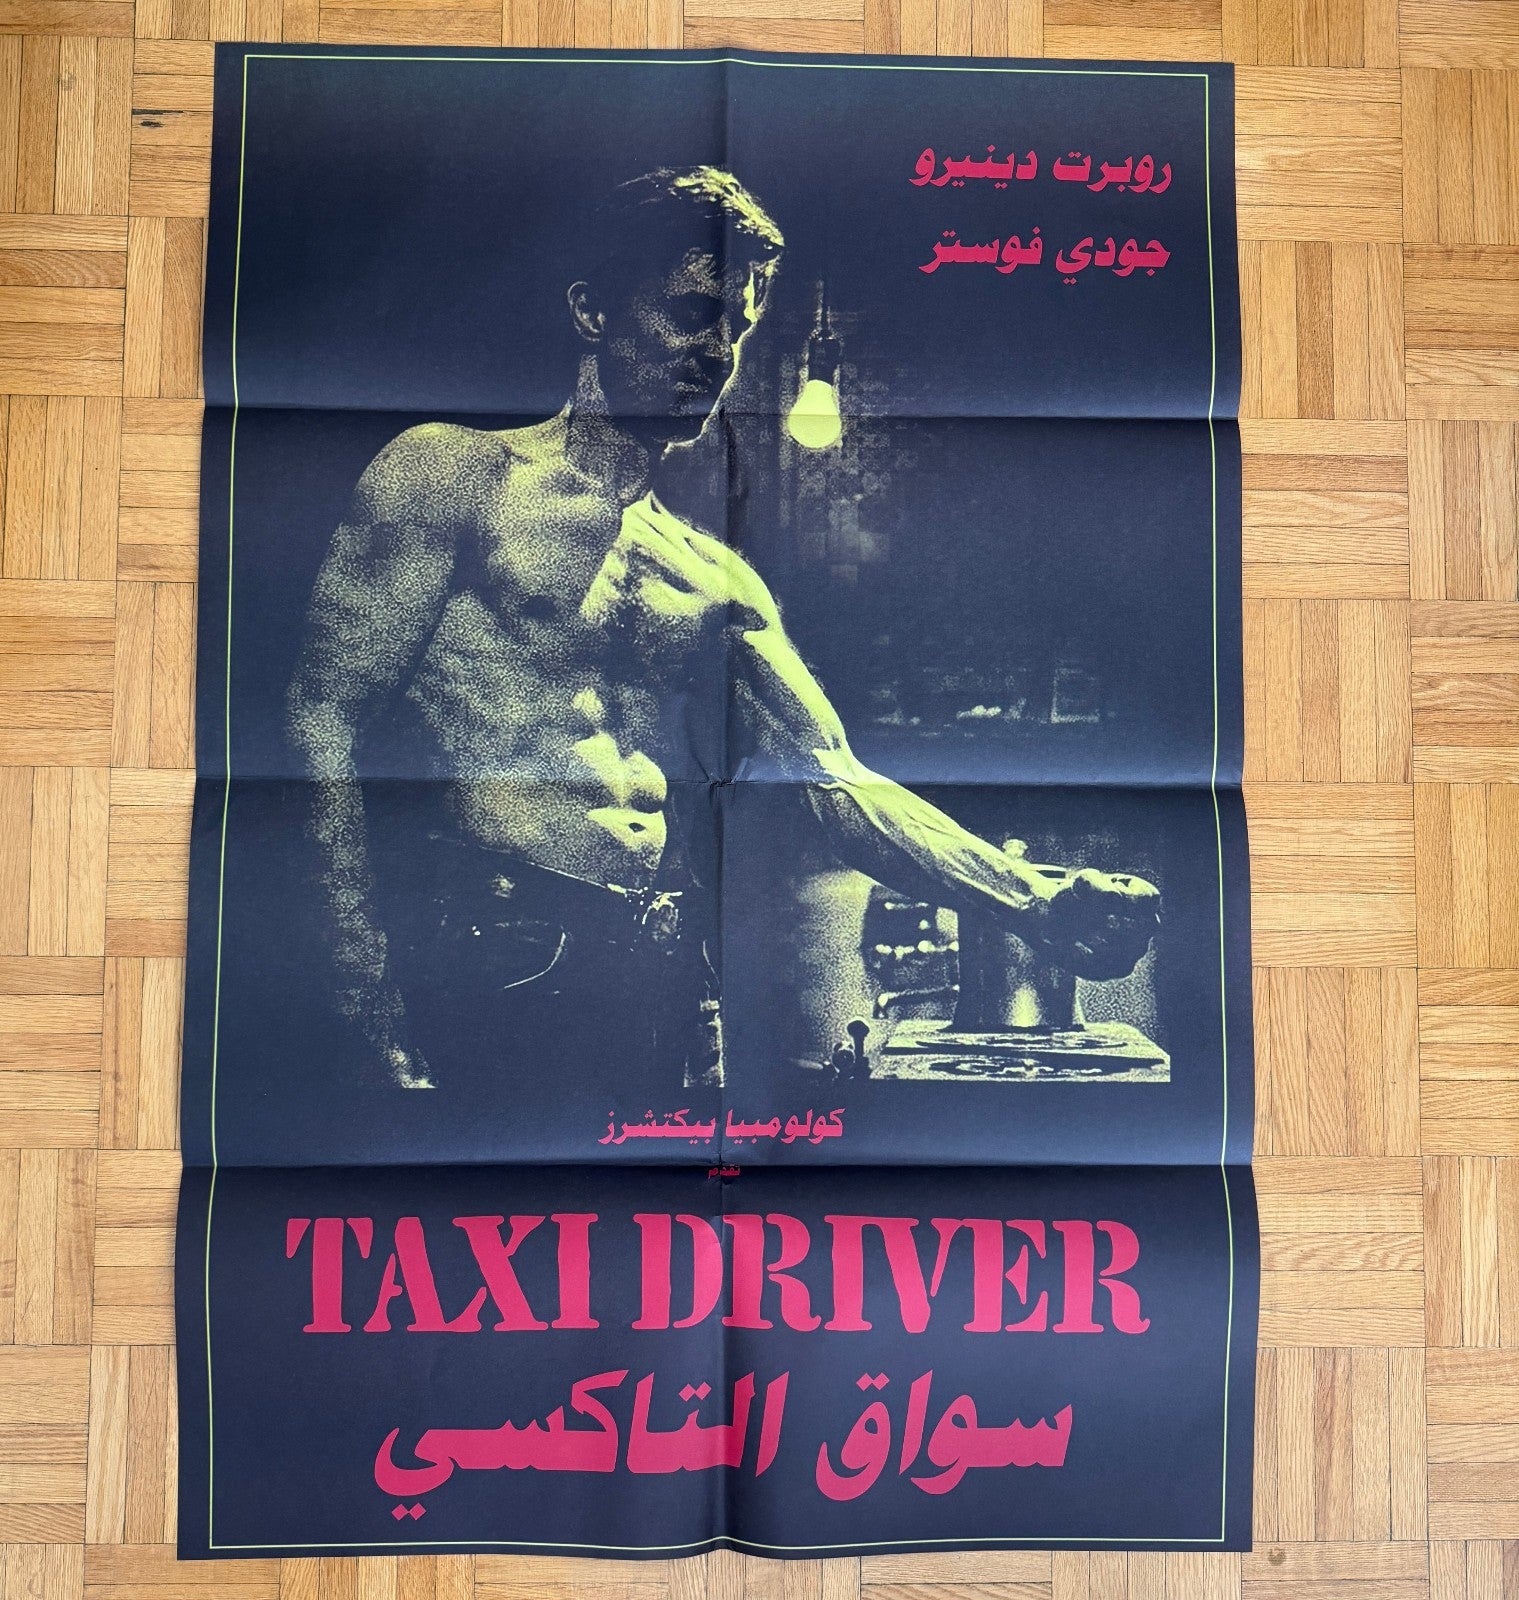 روبرت دينيرو
جودي فوستر
كولومبيا بيكتشرز
تقدم
TAXI DRIVER
سواق التاكسي